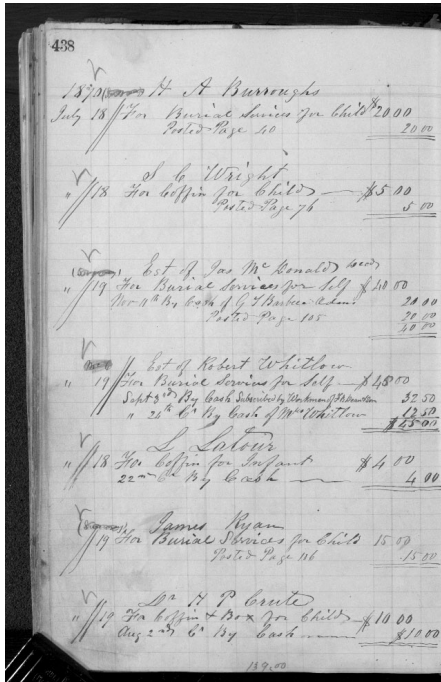 438
1870 H A Burroughs
July 18 For Burial Services for Child $20.00
Posted Page 40 20.00
S C Wright
" 18 For Coffin for Child — $5.00
Posted Page 76 5 00
Est of Jas McDonald decd
" 19 For Burial Services for Self $40 00
Nov 11th By Cash of G T Barbee 20 00
Posted Page 105 20 00
40 00
Est of Robert Whitlow
" 19 For Burial Services for Self — $45 00
Sept 3rd By Cash Subscribed by Workmen of 32.50
" 26th Cr By Cash of Mrs Whitlow 12.50
$45.00
L Latour
" 18 For Coffin for Infant $4 00
22nd Cr By Cash — 4 00
James Ryan
" 19 For Burial Services for Child 15 00
Posted Page 116 15 00
Dr H P Crute
" 19 For Coffin & Box for Child — $10.00
Aug 2nd Cr By Cash — $10.00
139.00